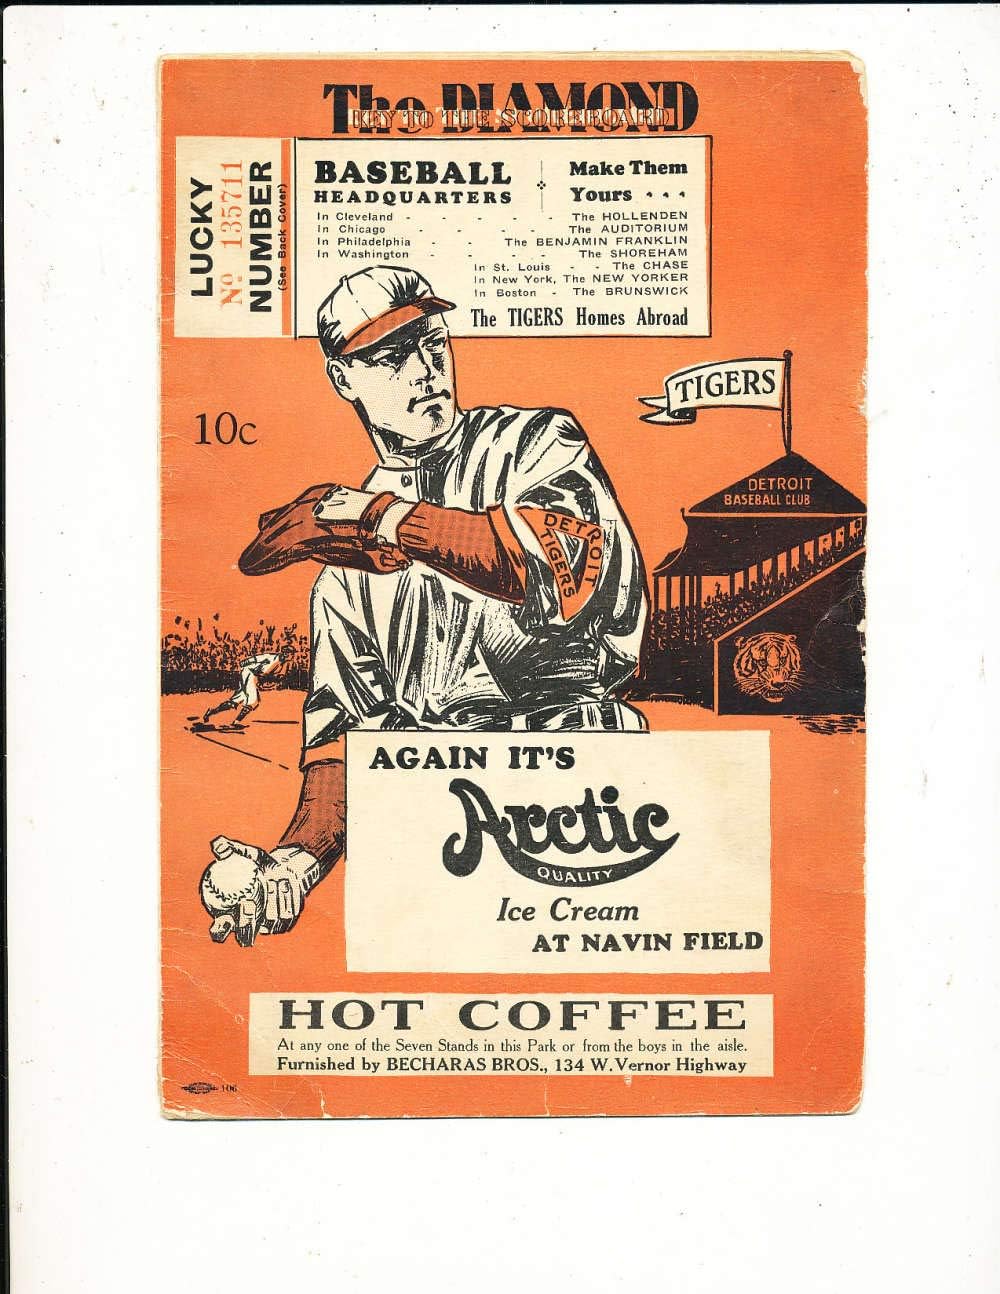 The DIAMOND
KEY TO THE SCOREBOARD
LUCKY
No 135711
NUMBER
(See Back Cover)
BASEBALL
HEADQUARTERS
Make Them
Yours . . .
In Cleveland - - - - - The HOLLENDEN
In Chicago - - - - The AUDITORIUM
In Philadelphia - - The BENJAMIN FRANKLIN
In Washington - - - - The SHOREHAM
In St. Louis - - The CHASE
In New York, The NEW YORKER
In Boston - The BRUNSWICK
The TIGERS Homes Abroad
10c
TIGERS
DETROIT
BASEBALL CLUB
DETROIT
TIGERS
AGAIN IT'S
Arctic
QUALITY
Ice Cream
AT NAVIN FIELD
HOT COFFEE
At any one of the Seven Stands in this Park or from the boys in the aisle.
Furnished by BECHARAS BROS., 134 W. Vernor Highway
106